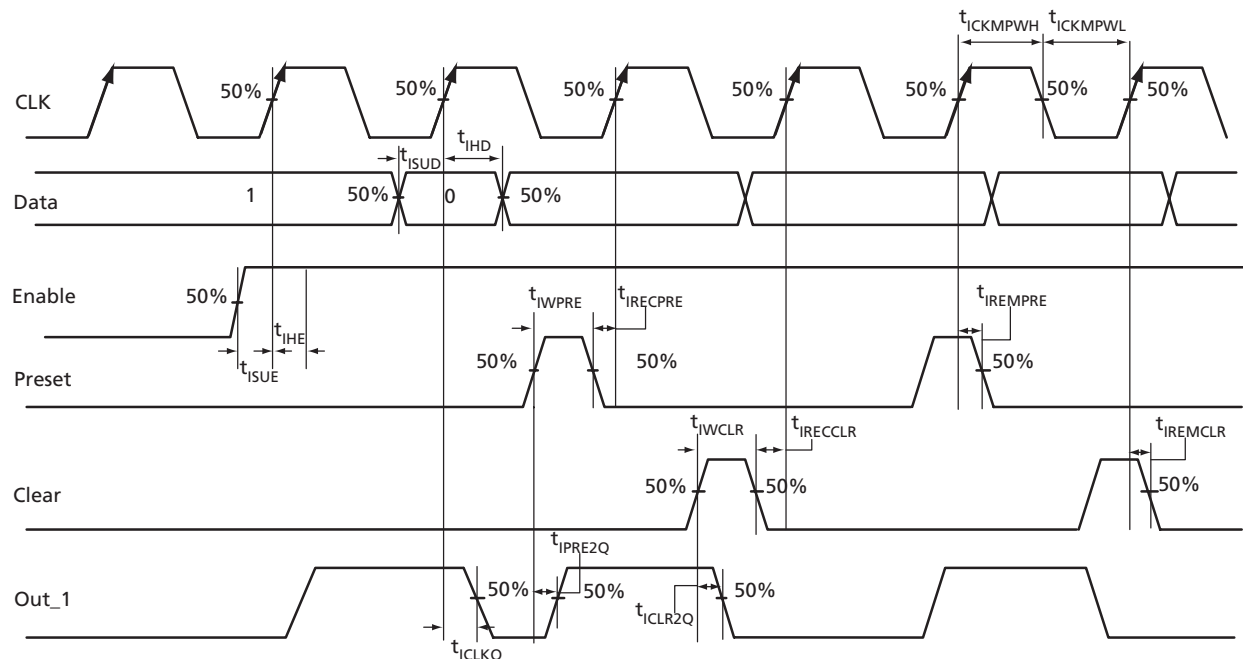 tICKMPWH tICKMPWL
CLK 50% 50% 50% 50% 50% 50% 50%
tISUD tIHD
Data 1 50% 0 50%
Enable 50%
tIWPRE tIRECPRE tIREMPRE
tIHE
tISUE
Preset 50% 50% 50%
tIWCLR tIRECCLR tIREMCLR
Clear 50% 50% 50%
tIPRE2Q
Out_1 50% 50% 50%
tICLR2Q
tICLKQ